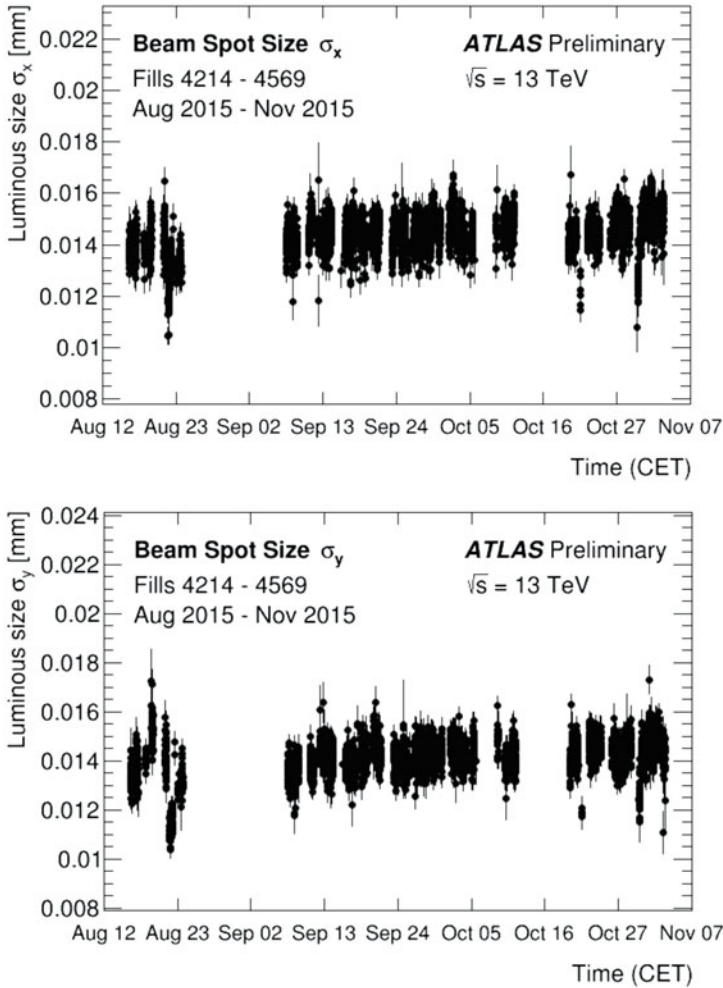 Luminous size σx [mm]
0.022
0.02
0.018
0.016
0.014
0.012
0.01
0.008
Beam Spot Size σx
Fills 4214 - 4569
Aug 2015 - Nov 2015
ATLAS Preliminary
√s = 13 TeV
Aug 12 Aug 23 Sep 02 Sep 13 Sep 24 Oct 05 Oct 16 Oct 27 Nov 07
Time (CET)
Luminous size σy [mm]
0.024
0.022
0.02
0.018
0.016
0.014
0.012
0.01
0.008
Beam Spot Size σy
Fills 4214 - 4569
Aug 2015 - Nov 2015
ATLAS Preliminary
√s = 13 TeV
Aug 12 Aug 23 Sep 02 Sep 13 Sep 24 Oct 05 Oct 16 Oct 27 Nov 07
Time (CET)